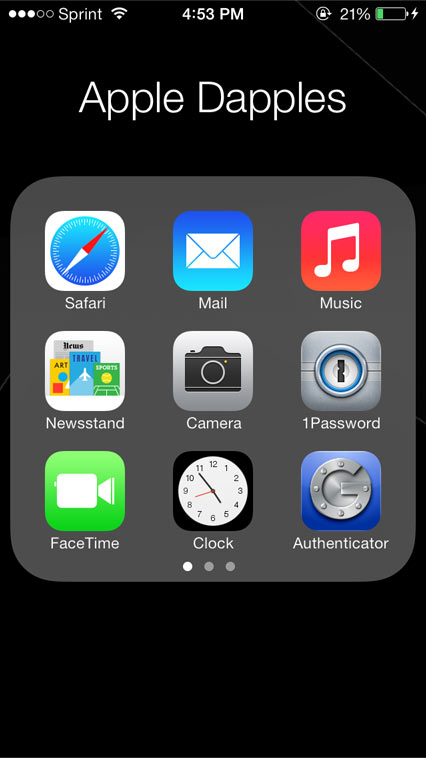 Sprint 4:53 PM 21%
Apple Dapples
Safari Mail Music
News
ART TRAVEL SPORTS
Newsstand Camera 1Password
12
11 1
10 2
9 3
8 4
7 5
6
G
FaceTime Clock Authenticator